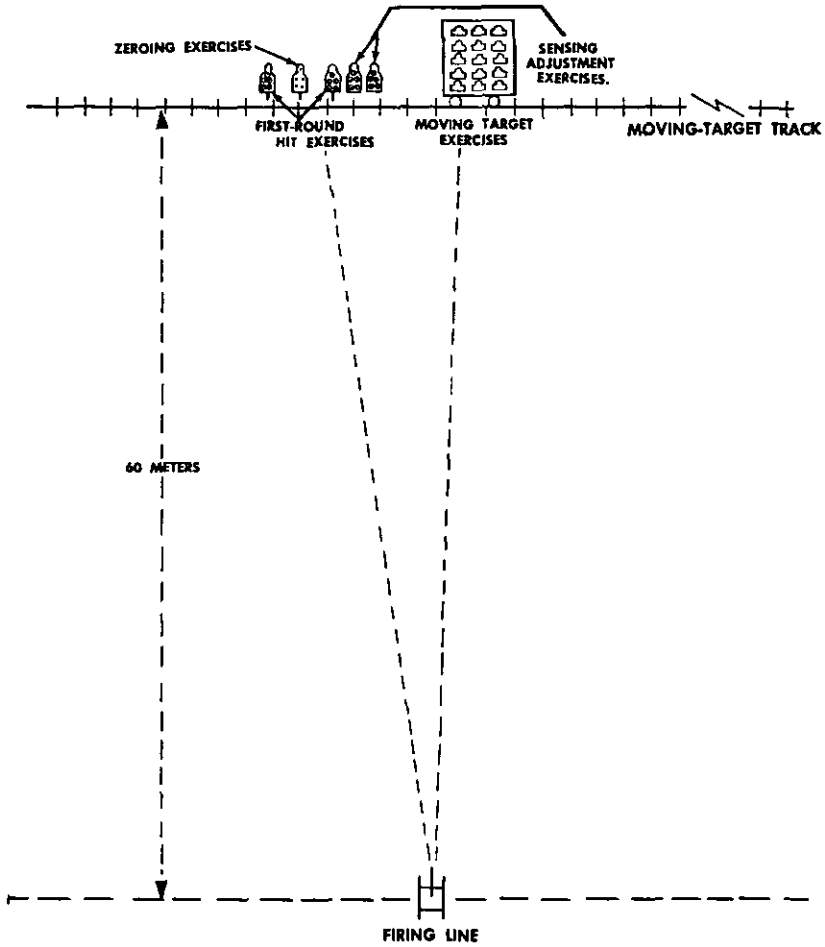 ZEROING EXERCISES
SENSING
ADJUSTMENT
EXERCISES.
FIRST-ROUND
HIT EXERCISES
MOVING TARGET
EXERCISES
MOVING-TARGET TRACK
60 METERS
FIRING LINE